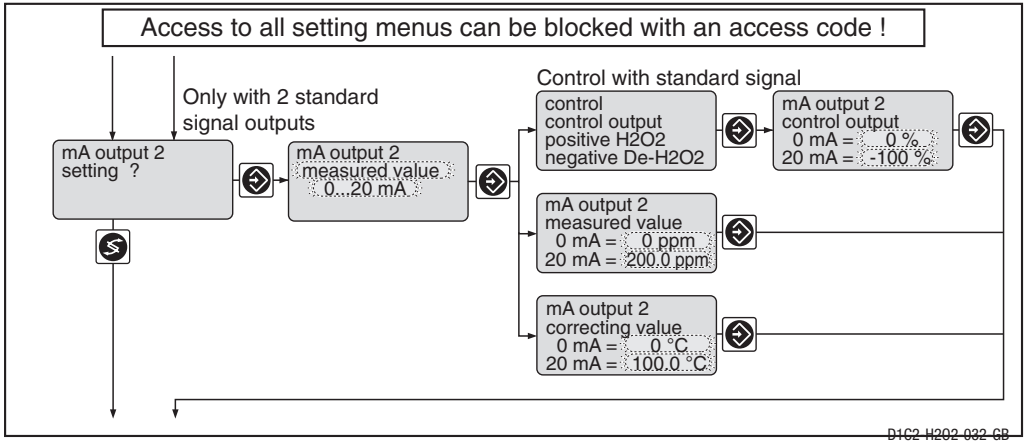 Access to all setting menus can be blocked with an access code !
Only with 2 standard
signal outputs
Control with standard signal
mA output 2
setting ?
mA output 2
measured value
0...20 mA
control
control output
positive H2O2
negative De-H2O2
mA output 2
control output
0 mA = 0 %
20 mA = -100 %
mA output 2
measured value
0 mA = 0 ppm
20 mA = 200.0 ppm
mA output 2
correcting value
0 mA = 0 °C
20 mA = 100.0 °C
D1C2-H2O2-032-GB